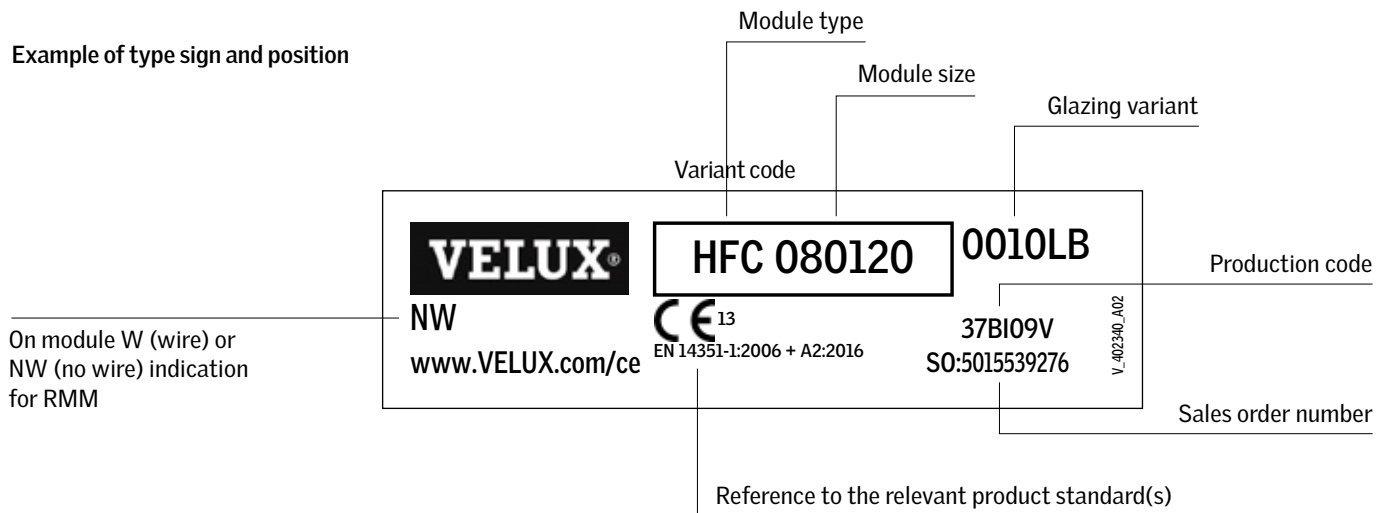 Module type
Example of type sign and position
Module size
Glazing variant
Variant code
VELUX®
HFC 080120
0010LB
Production code
NW
CE 13
37BI09V
V_402340_A02
On module W (wire) or
NW (no wire) indication
for RMM
www.VELUX.com/ce
EN 14351-1:2006 + A2:2016
SO:5015539276
Sales order number
Reference to the relevant product standard(s)